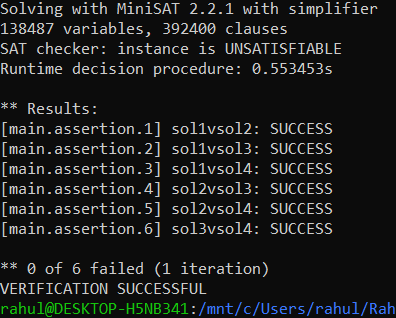 Solving with MiniSAT 2.2.1 with simplifier
138487 variables, 392400 clauses
SAT checker: instance is UNSATISFIABLE
Runtime decision procedure: 0.553453s

** Results:
[main.assertion.1] sol1vsol2: SUCCESS
[main.assertion.2] sol1vsol3: SUCCESS
[main.assertion.3] sol1vsol4: SUCCESS
[main.assertion.4] sol2vsol3: SUCCESS
[main.assertion.5] sol2vsol4: SUCCESS
[main.assertion.6] sol3vsol4: SUCCESS

** 0 of 6 failed (1 iteration)
VERIFICATION SUCCESSFUL
rahul@DESKTOP-H5NB341:/mnt/c/Users/rahul/Rah